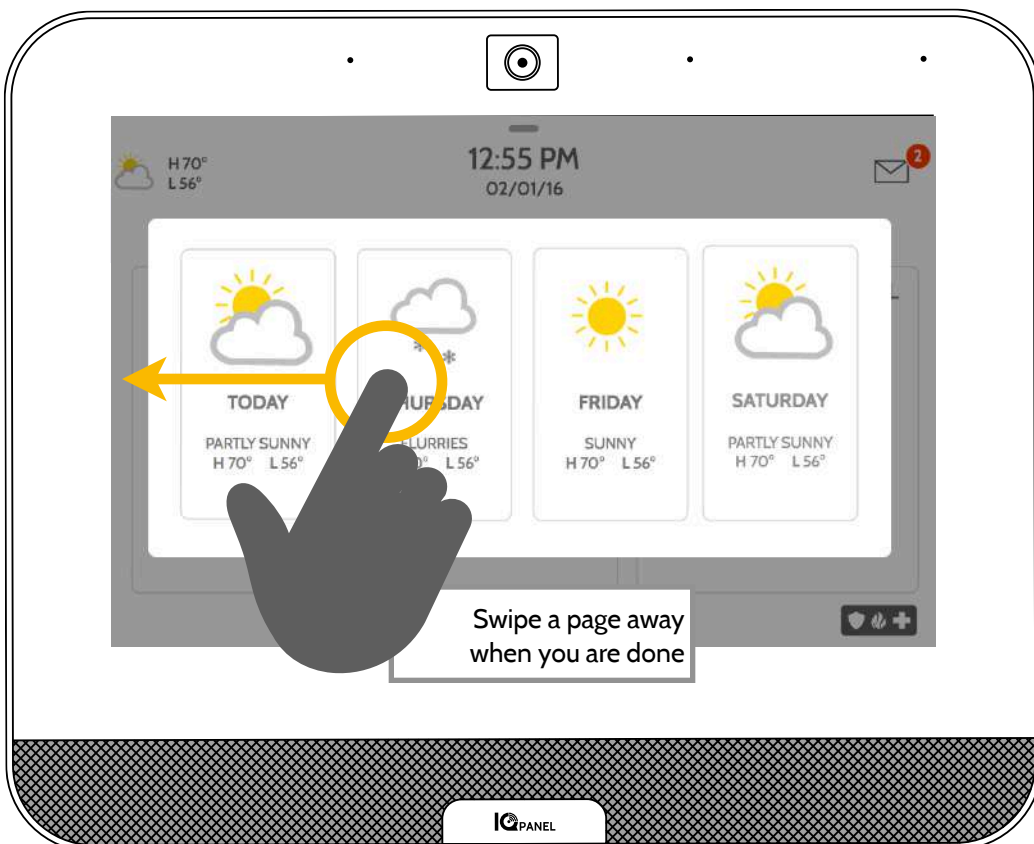 H 70°
L 56°
12:55 PM
02/01/16
2
TODAY
PARTLY SUNNY
H 70° L 56°
L 56°
FRIDAY
SUNNY
H 70° L 56°
SATURDAY
PARTLY SUNNY
H 70° L 56°
Swipe a page away
when you are done
IQ PANEL